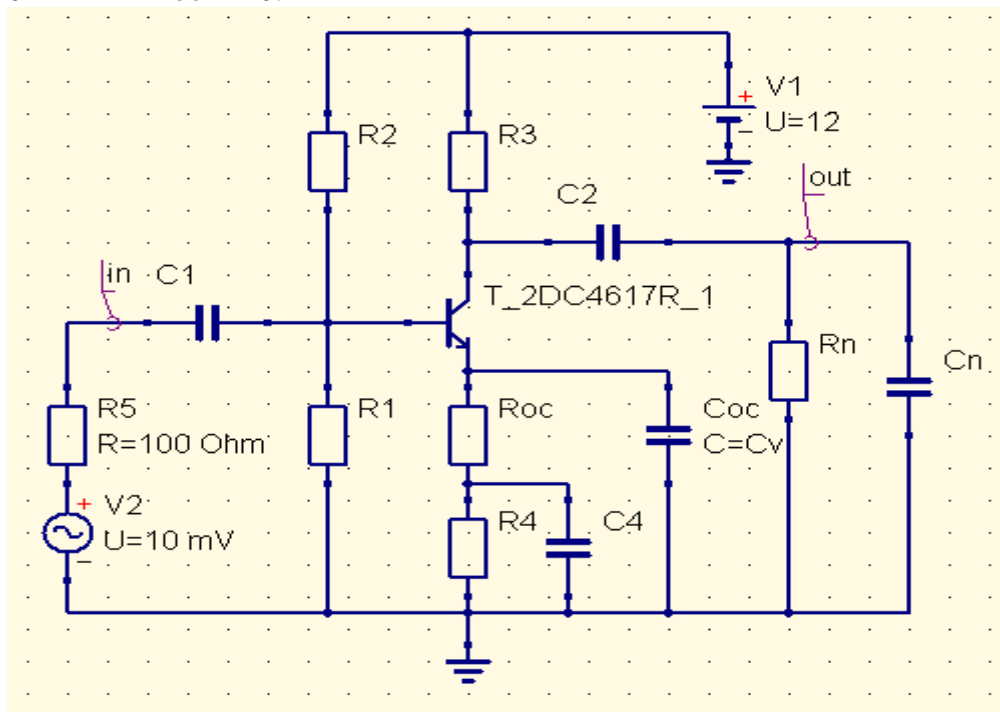 V1
U=12
R2
R3
out
C2
in
C1
T_2DC4617R_1
Rn
Cn
R5
R=100 Ohm
R1
Roc
Coc
C=Cv
V2
U=10 mV
R4
C4